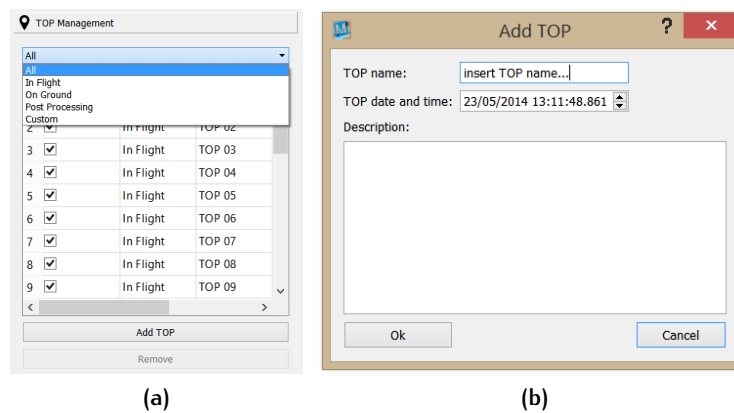 TOP Management
All
All
In Flight
On Ground
Post Processing
Custom
2 In Flight TOP 02
3 In Flight TOP 03
4 In Flight TOP 04
5 In Flight TOP 05
6 In Flight TOP 06
7 In Flight TOP 07
8 In Flight TOP 08
9 In Flight TOP 09
Add TOP
Remove
(a)
M
Add TOP ? ×
TOP name: insert TOP name...
TOP date and time: 23/05/2014 13:11:48.861
Description:
Ok Cancel
(b)